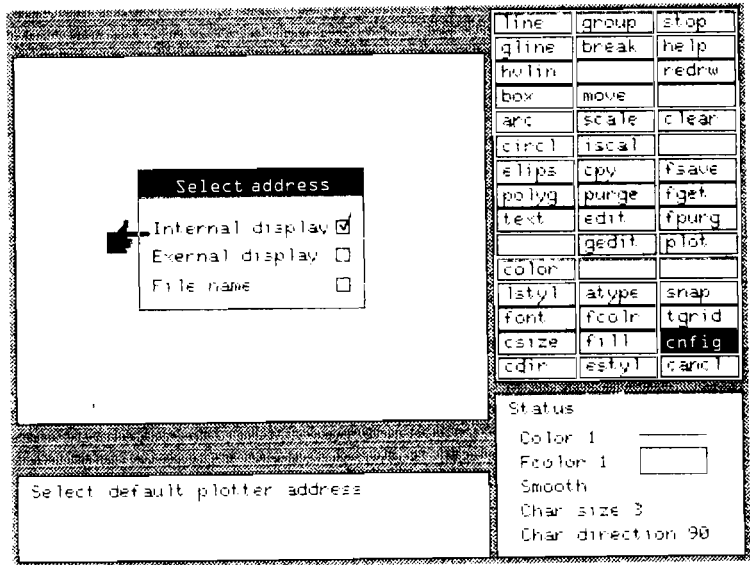 line group stop
gline break help
hvlin redrw
box move
arc scale clear
circl iscal
elips cpy fsave
polyg purge fget
text edit fpurg
gedit plot
color
lstyl atype snap
font fcolr tgrid
csize fill cnfig
cdir estyl cancl
Select address
Internal display
Exernal display
File name
Select default plotter address
Status
Color 1
Fcolor 1
Smooth
Char size 3
Char direction 90